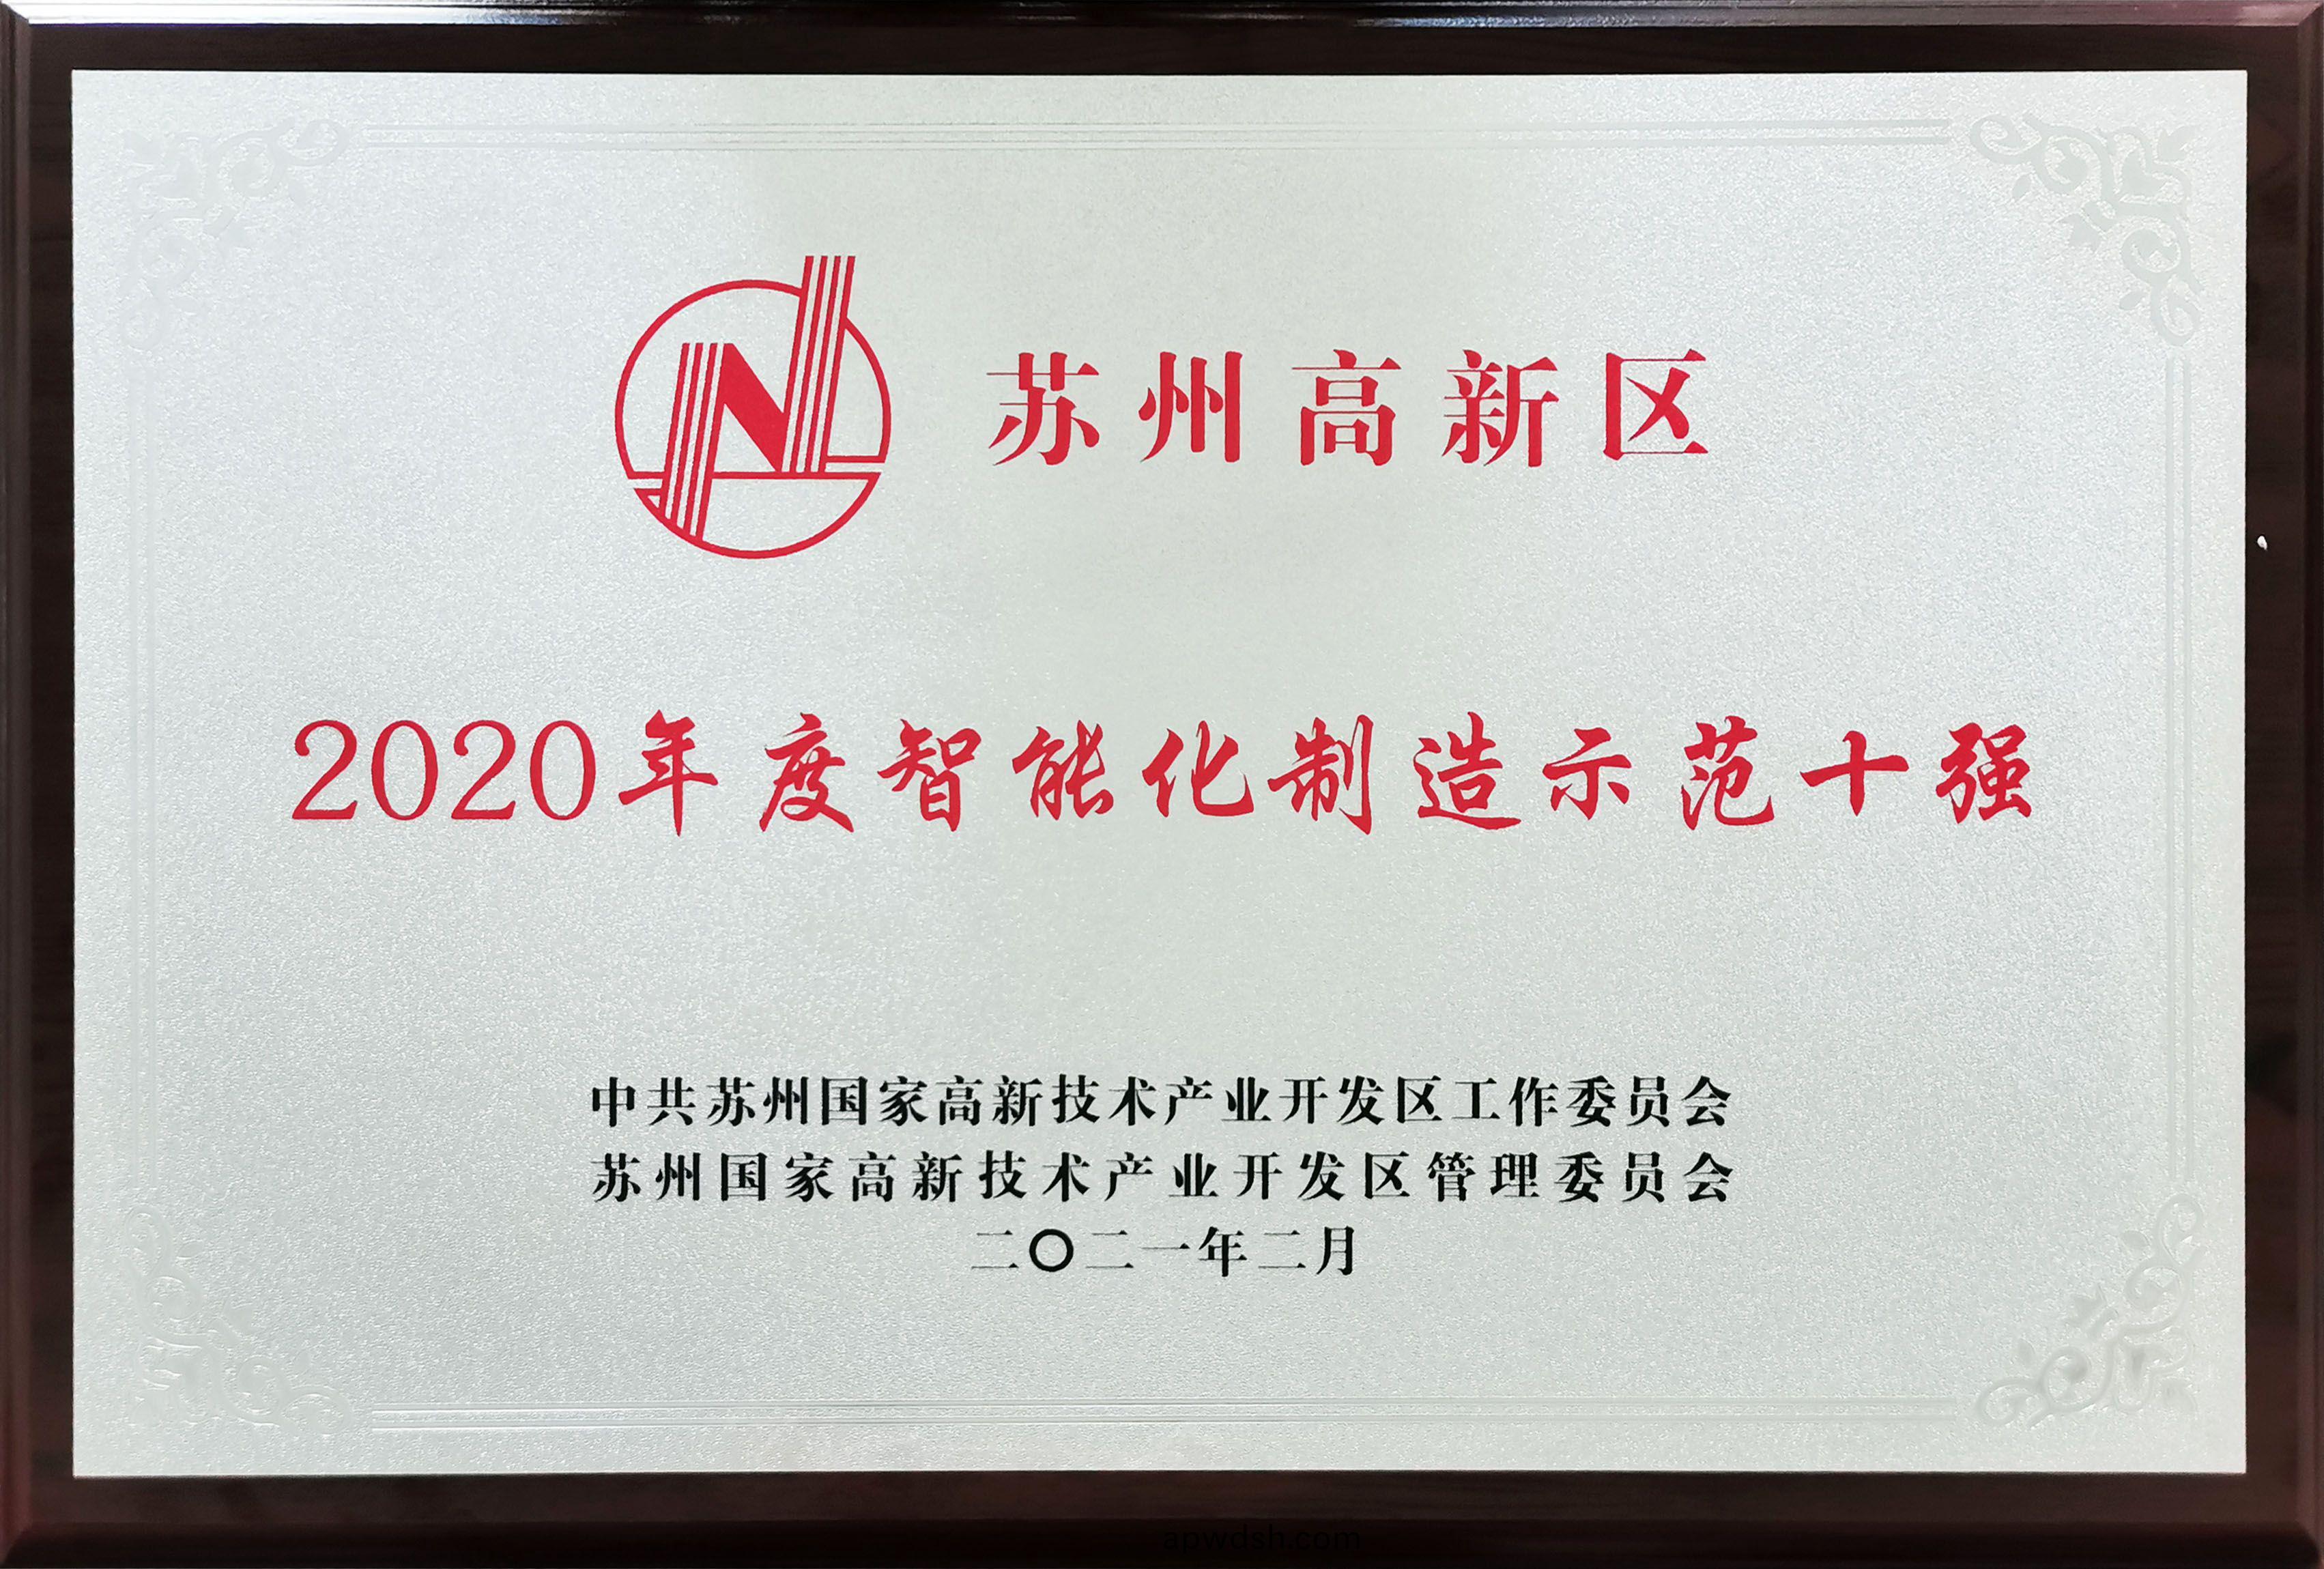 苏州高新区
2020年度智能化制造示范十强
中共苏州国家高新技术产业开发区工作委员会
苏州国家高新技术产业开发区管理委员会
二〇二一年二月
apwdsh.com